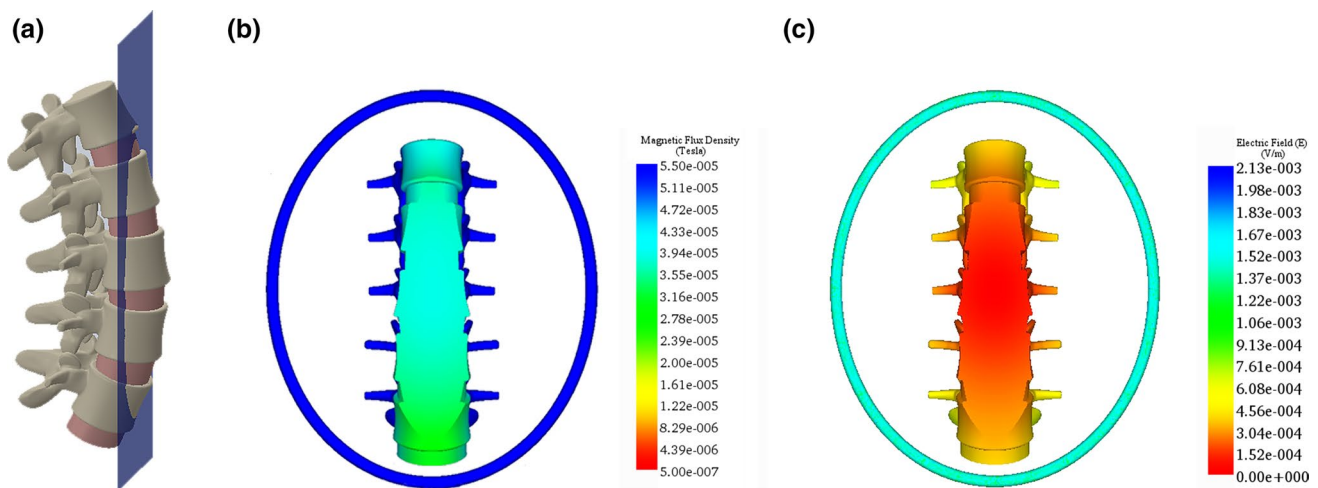 (a)
(b)
(c)
Magnetic Flux Density
(Tesla)
5.50e-005
5.11e-005
4.72e-005
4.33e-005
3.94e-005
3.55e-005
3.16e-005
2.78e-005
2.39e-005
2.00e-005
1.61e-005
1.22e-005
8.29e-006
4.39e-006
5.00e-007
Electric Field (E)
(V/m)
2.13e-003
1.98e-003
1.83e-003
1.67e-003
1.52e-003
1.37e-003
1.22e-003
1.06e-003
9.13e-004
7.61e-004
6.08e-004
4.56e-004
3.04e-004
1.52e-004
0.00e+000